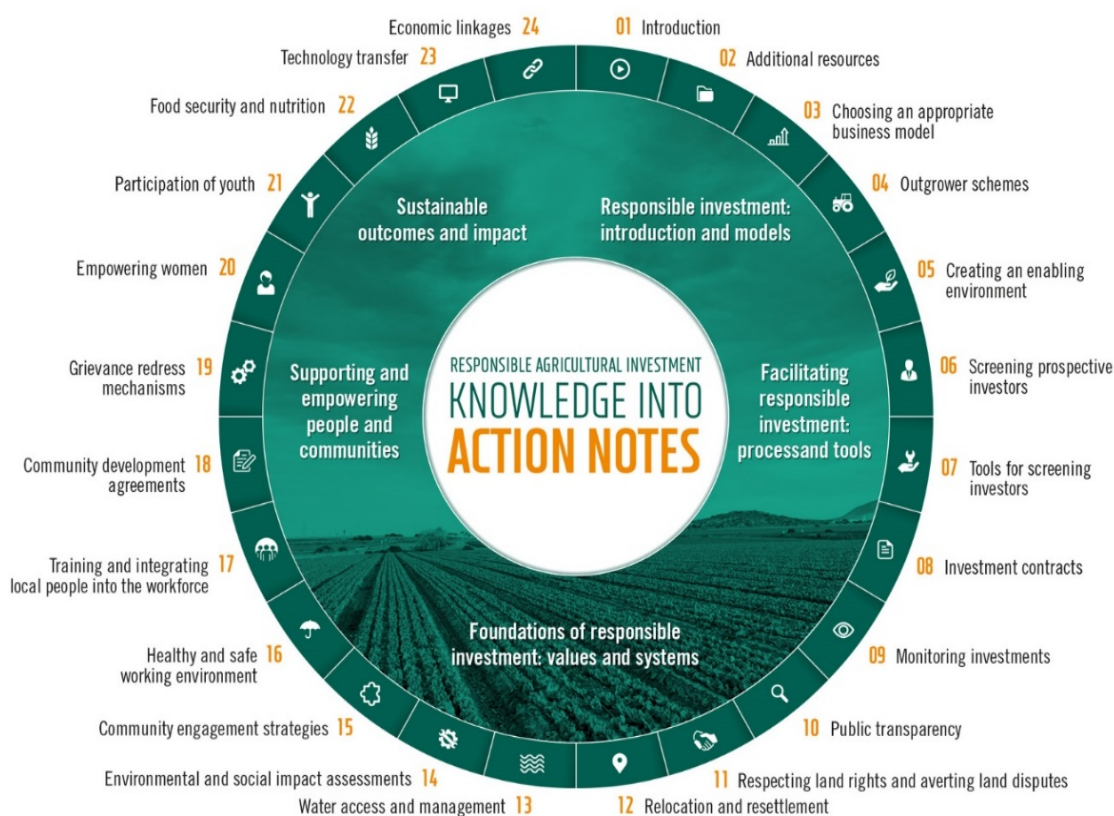 Economic linkages 24
01 Introduction
Technology transfer 23
02 Additional resources
Food security and nutrition 22
03 Choosing an appropriate
business model
Participation of youth 21
04 Outgrower schemes
Empowering women 20
05 Creating an enabling
environment
Grievance redress
mechanisms 19
06 Screening prospective
investors
Community development
agreements 18
07 Tools for screening
investors
Training and integrating
local people into the workforce 17
08 Investment contracts
Healthy and safe
working environment 16
09 Monitoring investments
Community engagement strategies 15
10 Public transparency
Environmental and social impact assessments 14
11 Respecting land rights and averting land disputes
Water access and management 13
12 Relocation and resettlement
Sustainable
outcomes and impact
Responsible investment:
introduction and models
Supporting and
empowering
people and
communities
RESPONSIBLE AGRICULTURAL INVESTMENT
KNOWLEDGE INTO
ACTION NOTES
Facilitating
responsible
investment:
processand tools
Foundations of responsible
investment: values and systems